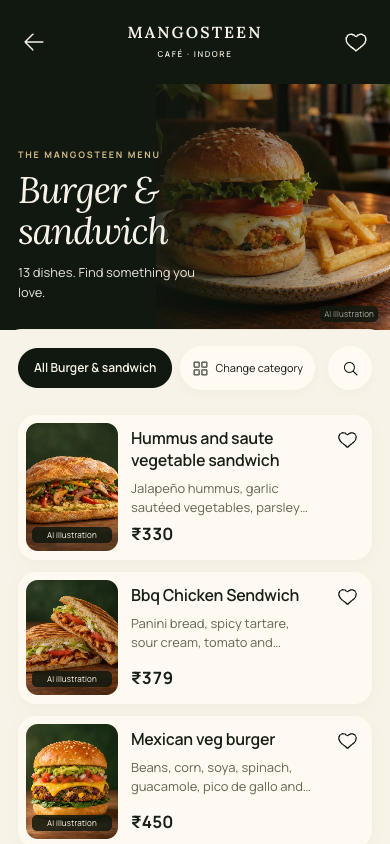 MANGOSTEEN
CAFÉ · INDORE
THE MANGOSTEEN MENU
Burger &
sandwich
13 dishes. Find something you
love.
AI illustration
All Burger & sandwich
Change category
Hummus and saute
vegetable sandwich
Jalapeño hummus, garlic
sautéed vegetables, parsley…
₹330
AI illustration
Bbq Chicken Sendwich
Panini bread, spicy tartare,
sour cream, tomato and…
₹379
AI illustration
Mexican veg burger
Beans, corn, soya, spinach,
guacamole, pico de gallo and…
₹450
AI illustration